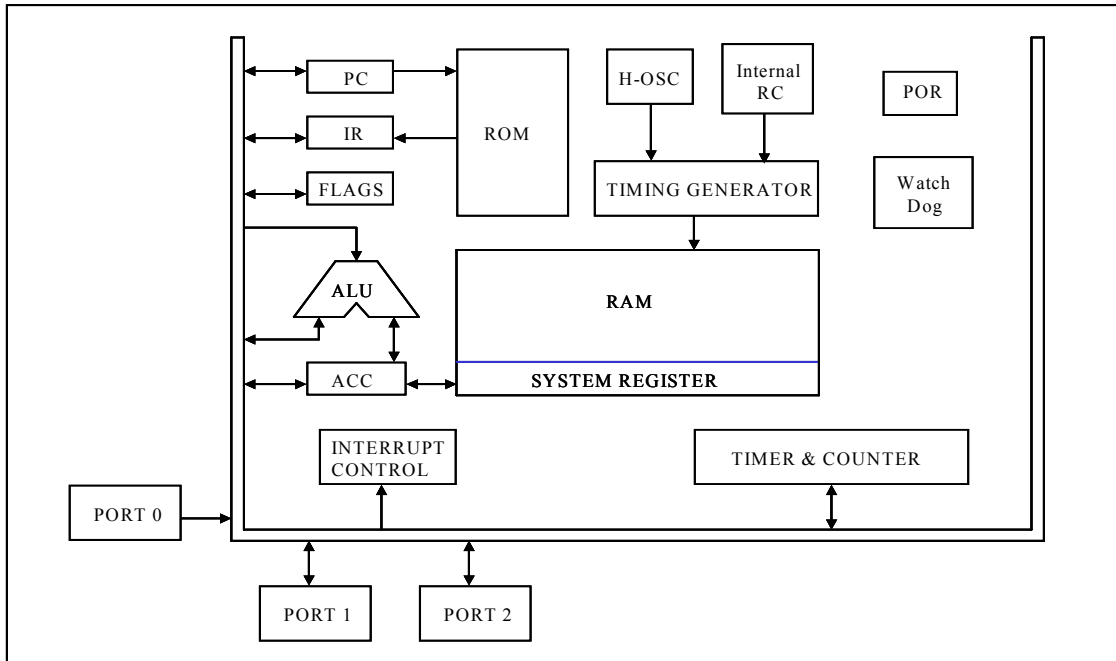 PC
IR
FLAGS
ROM
H-OSC
Internal
RC
POR
TIMING GENERATOR
Watch
Dog
ALU
RAM
ACC
SYSTEM REGISTER
INTERRUPT
CONTROL
TIMER & COUNTER
PORT 0
PORT 1
PORT 2